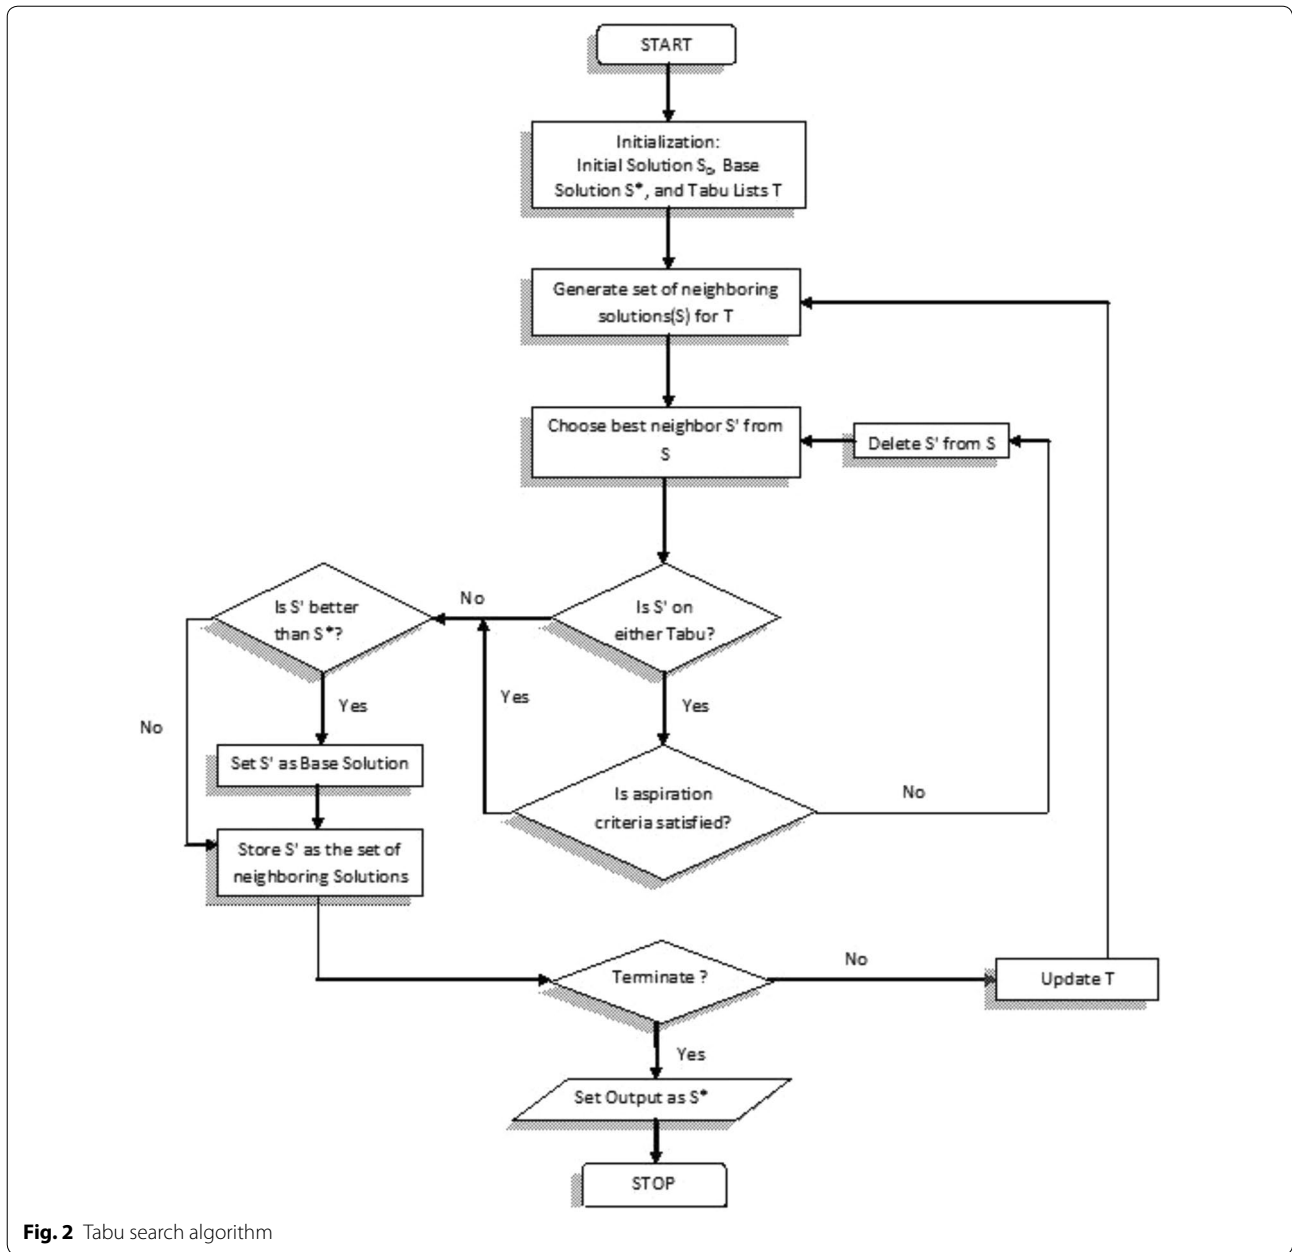 START
Initialization:
Initial Solution S₀, Base
Solution S*, and Tabu Lists T
Generate set of neighboring
solutions(S) for T
Choose best neighbor S' from
S
Delete S' from S
Is S' better
than S*?
No
Is S' on
either Tabu?
Yes
Yes
Yes
No
Set S' as Base Solution
Is aspiration
criteria satisfied?
No
Store S' as the set of
neighboring Solutions
Terminate ?
No
Update T
Yes
Set Output as S*
STOP
Fig. 2 Tabu search algorithm